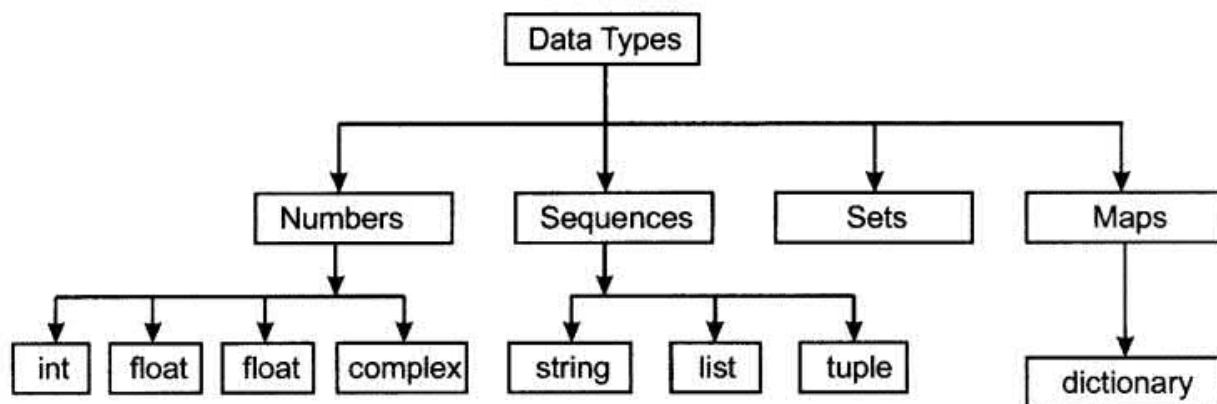 Data Types
Numbers
Sequences
Sets
Maps
int
float
float
complex
string
list
tuple
dictionary